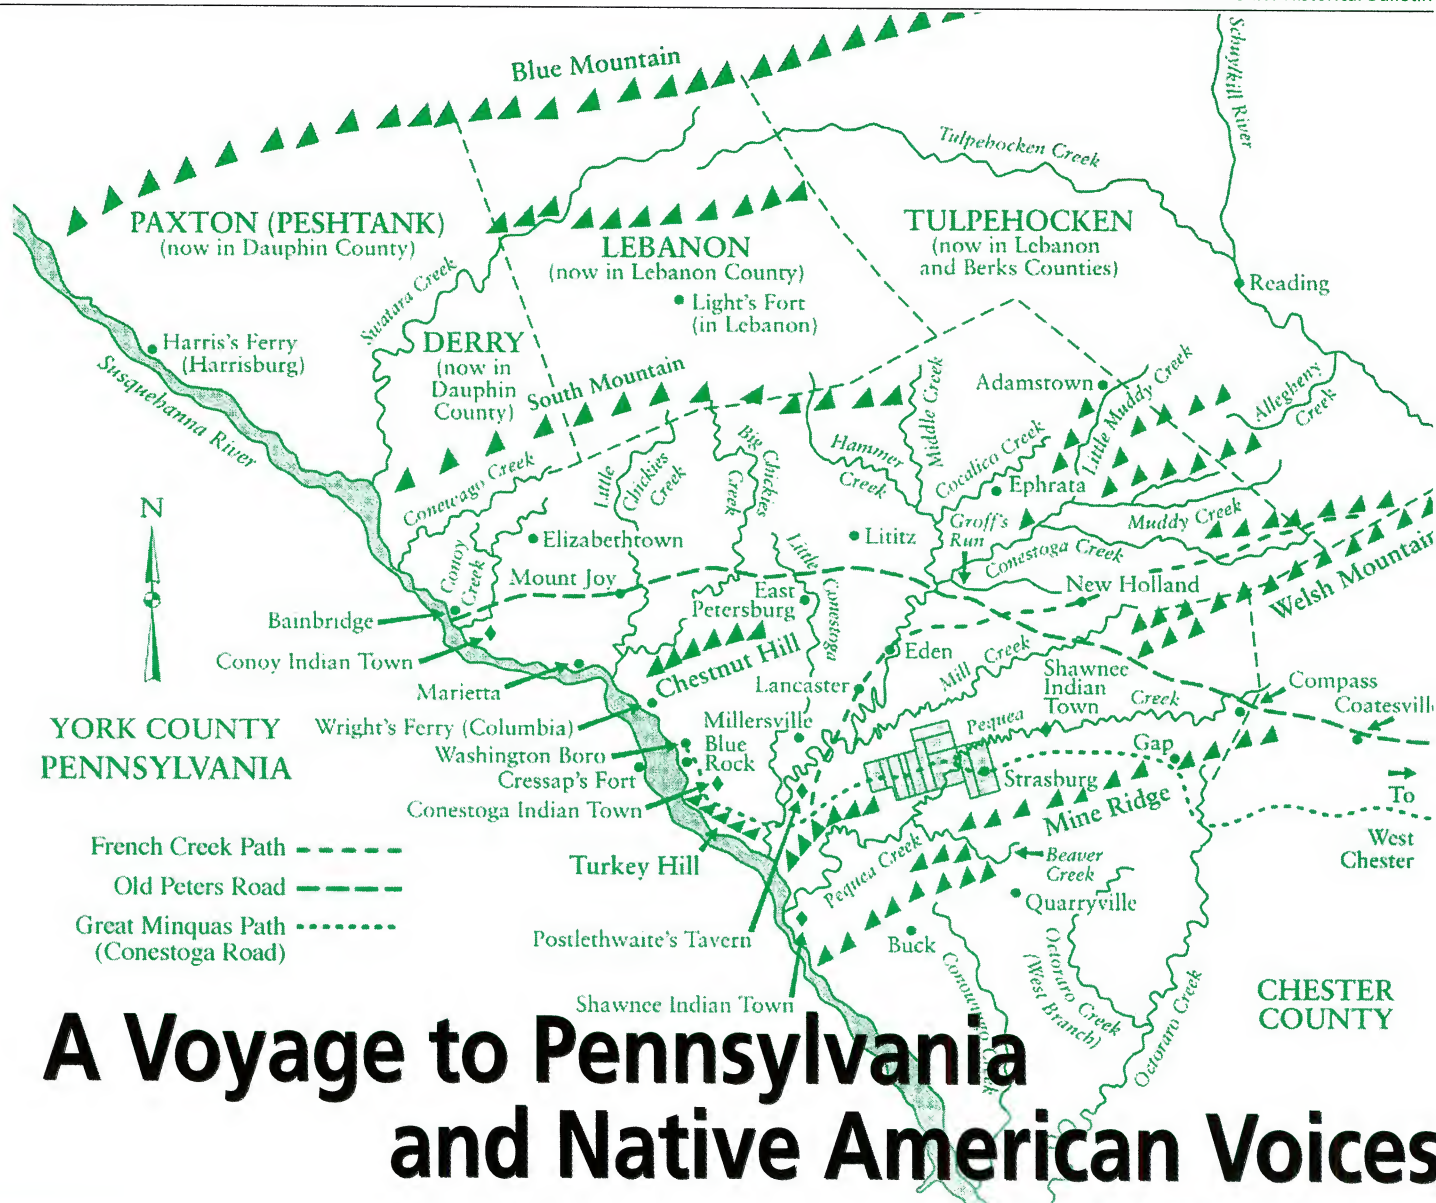 Blue Mountain
Schuylkill River
Tulpehocken Creek
PAXTON (PESHTANK)
(now in Dauphin County)
LEBANON
(now in Lebanon County)
Light's Fort
(in Lebanon)
TULPEHOCKEN
(now in Lebanon
and Berks Counties)
Reading
Swatara Creek
Harris's Ferry
(Harrisburg)
Susquehanna River
DERRY
(now in
Dauphin
County)
South Mountain
Adamstown
Middle Creek
Little Muddy Creek
Allegheny
Creek
Hammer
Creek
Cocalico Creek
Ephrata
Big Chickies
Creek
Little
Chickies
Creek
Conewago Creek
N
Conoy
Creek
Elizabethtown
Lititz
Groff's
Run
Muddy Creek
Conestoga Creek
Mount Joy
Little
Conestoga
East
Petersburg
New Holland
Welsh Mountain
Bainbridge
Conoy Indian Town
Marietta
Chestnut Hill
Eden
Mill Creek
Shawnee
Indian
Town
Lancaster
Compass
Coatesvill
YORK COUNTY
PENNSYLVANIA
Wright's Ferry (Columbia)
Washington Boro
Cressap's Fort
Conestoga Indian Town
Millersville
Blue
Rock
Pequea Creek
Gap
Strasburg
Mine Ridge
To
West
Chester
French Creek Path
Old Peters Road
Great Minquas Path
(Conestoga Road)
Turkey Hill
Pequea Creek
Beaver
Creek
Quarryville
Postlethwaite's Tavern
Buck
Shawnee Indian Town
Conowingo Creek
Octoraro Creek
(West Branch)
Octoraro Creek
CHESTER
COUNTY
A Voyage to Pennsylvania
and Native American Voices